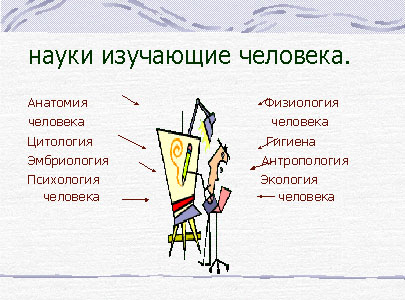 науки изучающие человека.
Анатомия
человека
Цитология
Эмбриология
Психология
человека
Физиология
человека
Гигиена
Антропология
Экология
человека